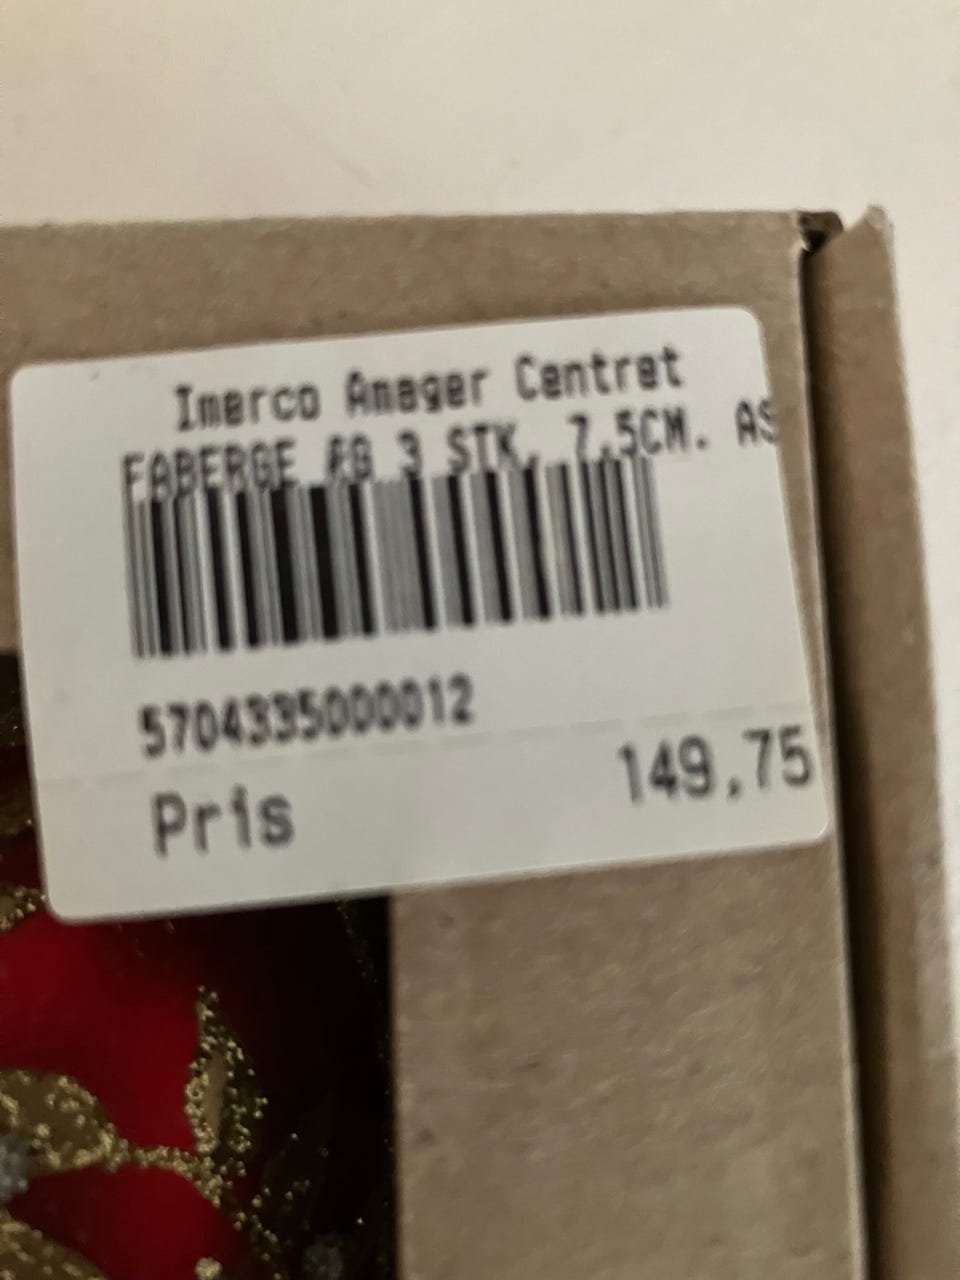 Imerco Amager Centret
FABERGE ÆG 3 STK. 7,5CM. AS
5704335000012
Pris 149,75